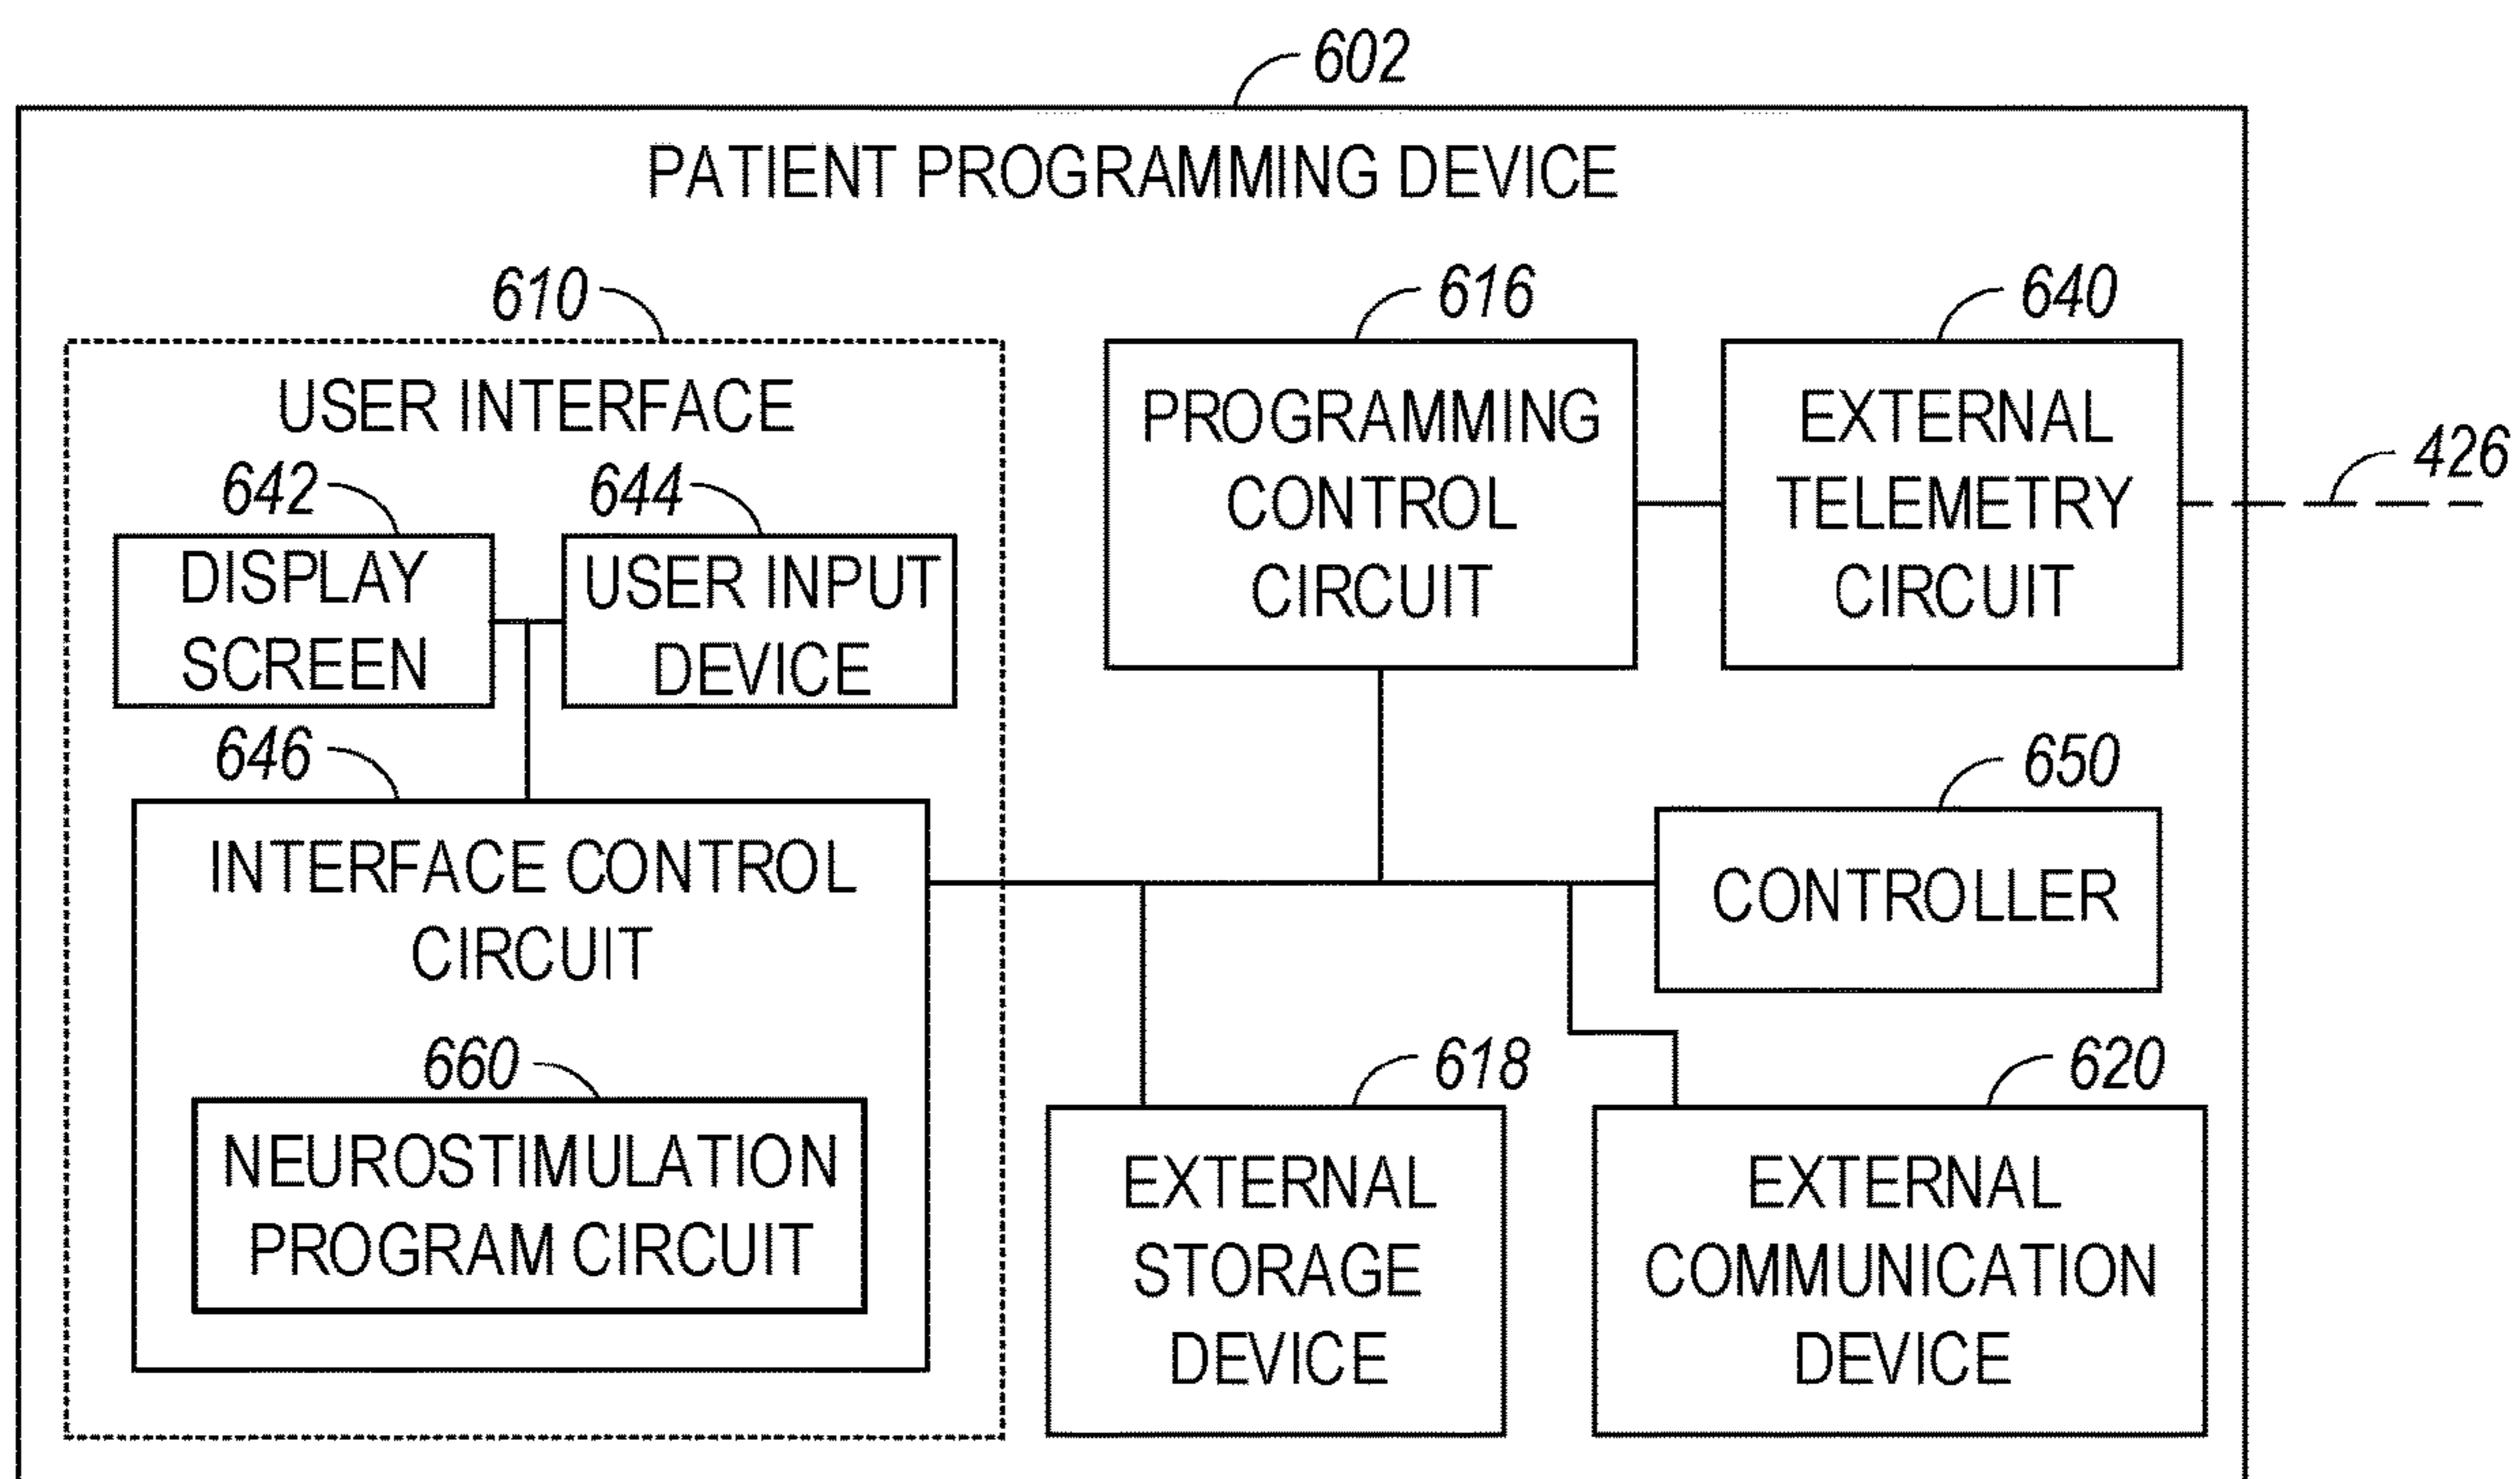 602
PATIENT PROGRAMMING DEVICE
610
USER INTERFACE
642
DISPLAY
SCREEN
644
USER INPUT
DEVICE
646
INTERFACE CONTROL
CIRCUIT
660
NEUROSTIMULATION
PROGRAM CIRCUIT
616
PROGRAMMING
CONTROL
CIRCUIT
640
EXTERNAL
TELEMETRY
CIRCUIT
426
650
CONTROLLER
618
EXTERNAL
STORAGE
DEVICE
620
EXTERNAL
COMMUNICATION
DEVICE